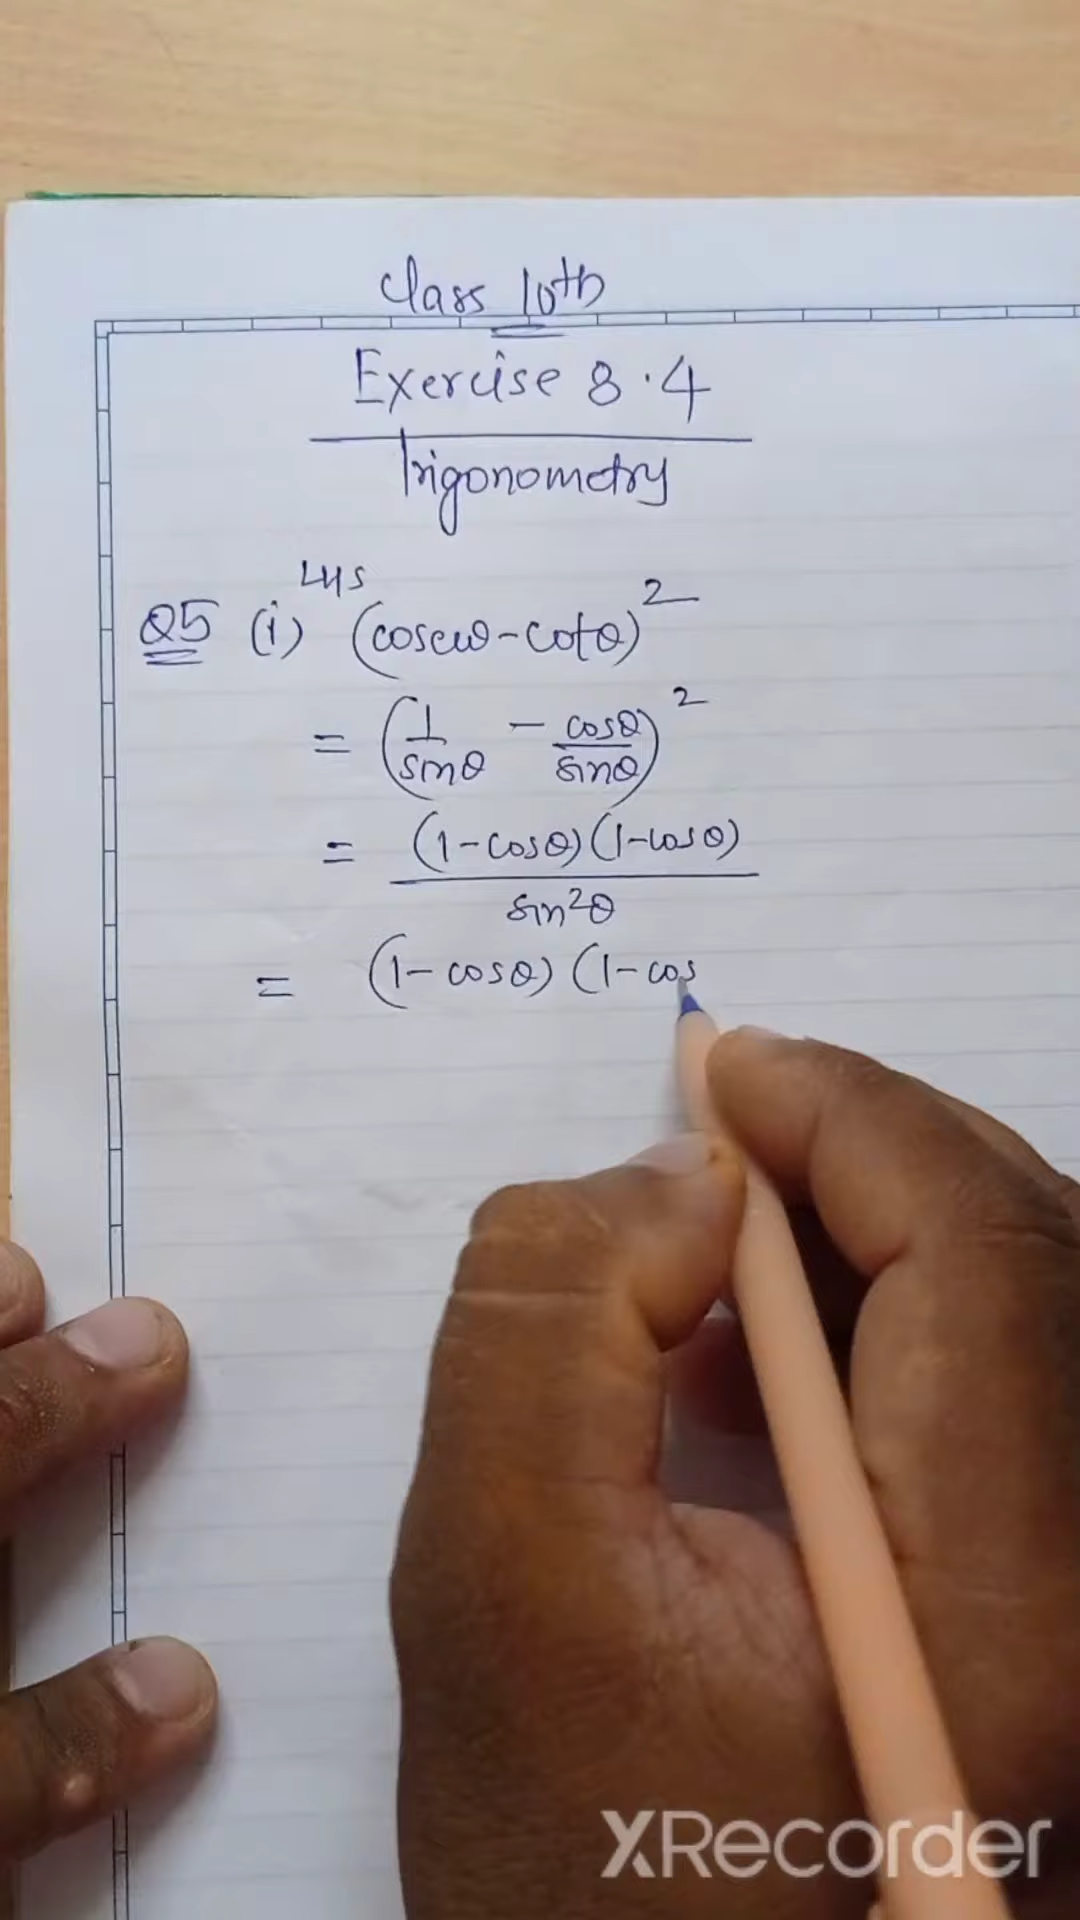 Class 10th
Exercise 8.4
Trigonometry
LHS
Q5 (i) (cosecθ - cotθ)²
= (1/sinθ - cosθ/sinθ)²
= (1-cosθ)(1-cosθ)
sin²θ
= (1-cosθ) (1-cos
XRecorder